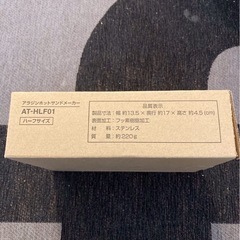 アラジンホットサンドメーカー
AT-HLF01
ハーフサイズ
品質表示
製品寸法：幅 約13.5 × 奥行 約17 × 高さ 約4.5 (cm)
表面加工：フッ素樹脂加工
材　料：ステンレス
質　量：約220g